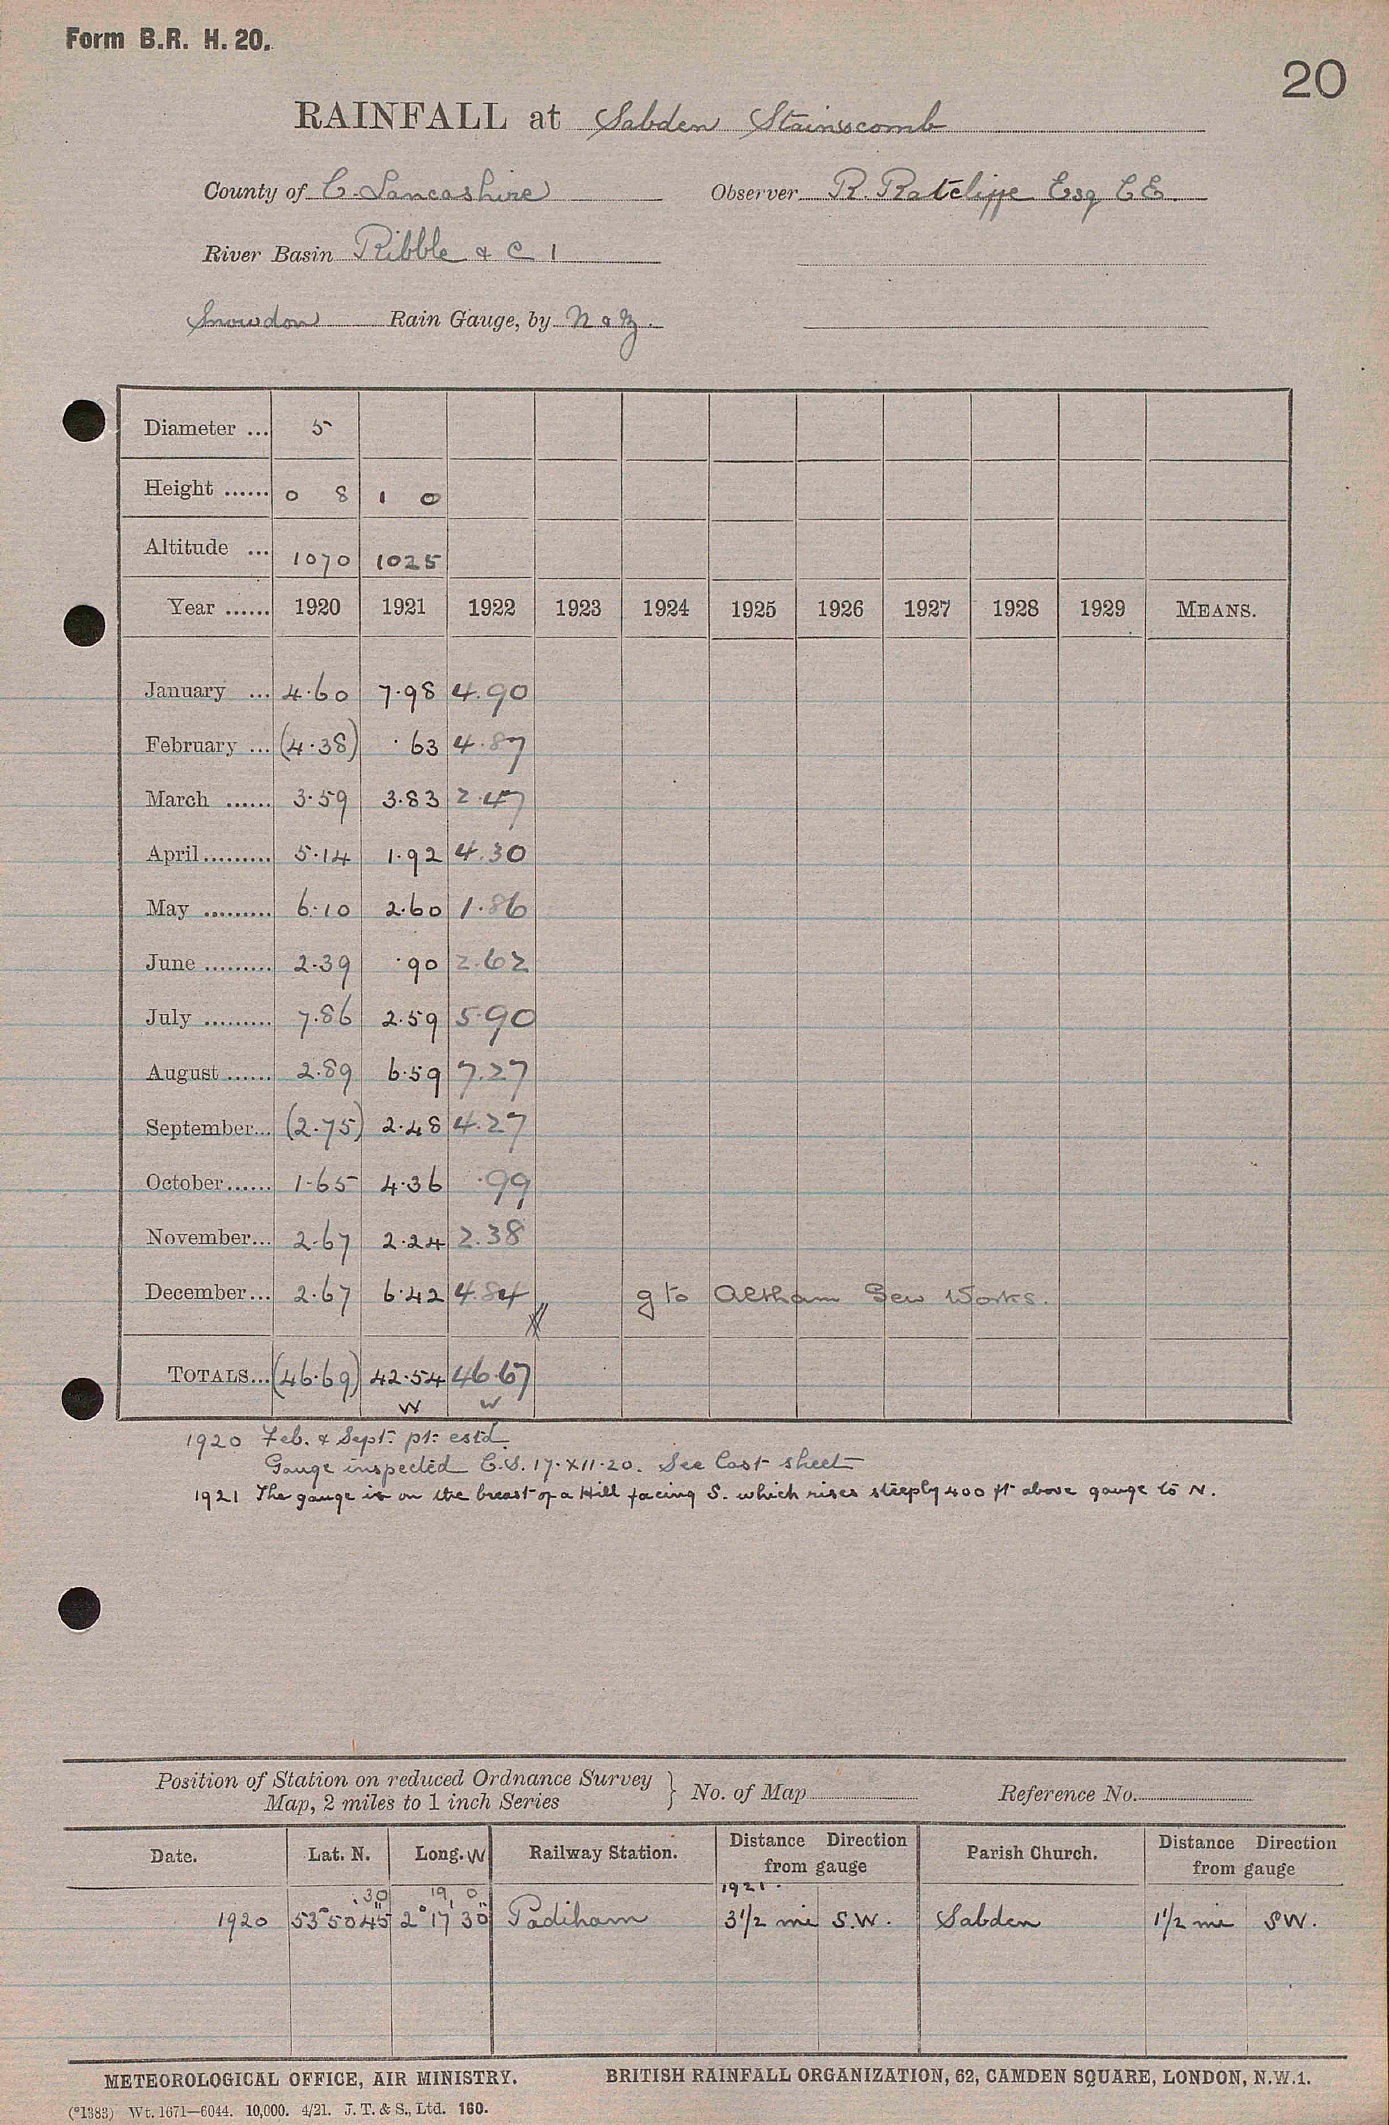 Form B.R. H. 20.
20
RAINFALL at Sabden Stainscomb
County of C. Lancashire Observer R. Ratcliffe Esq C E.
River Basin Ribble & C 1
Snowdon Rain Gauge, by N & Z.
Diameter ... 5
Height ...... 0 8 1 0
Altitude ... 1070 1025
Year ...... 1920 1921 1922 1923 1924 1925 1926 1927 1928 1929 MEANS.
January ... 4.60 7.98 4.90
February ... (4.38) .63 4.87
March ...... 3.59 3.83 2.47
April ......... 5.14 1.92 4.30
May ......... 6.10 2.60 1.86
June ......... 2.39 .90 2.62
July ......... 7.86 2.59 5.90
August ...... 2.89 6.59 7.27
September... (2.75) 2.48 4.27
October ...... 1.65 4.36 .99
November... 2.67 2.24 2.38
December... 2.67 6.42 4.84 g to Altham Sew Works.
TOTALS... (46.69) 42.54 46.67
W W
1920 Feb. & Sept: pt: estd.
Gauge inspected C.S. 17.XII.20. See last sheet
1921 The gauge is on the breast of a Hill facing S. which rises steeply 400 ft above gauge to N.
Position of Station on reduced Ordnance Survey Map, 2 miles to 1 inch Series } No. of Map Reference No.
Date. Lat. N. Long. W Railway Station. Distance Direction from gauge Parish Church. Distance Direction from gauge
30 19 0 1921.
1920 53° 50 45" 2° 17' 30" Padiham 3 1/2 mi S.W. Sabden 1 1/2 mi SW.
METEOROLOGICAL OFFICE, AIR MINISTRY. BRITISH RAINFALL ORGANIZATION, 62, CAMDEN SQUARE, LONDON, N.W.1.
(*1383) Wt. 1671—6044. 10,000. 4/21. J. T. & S., Ltd. 160.